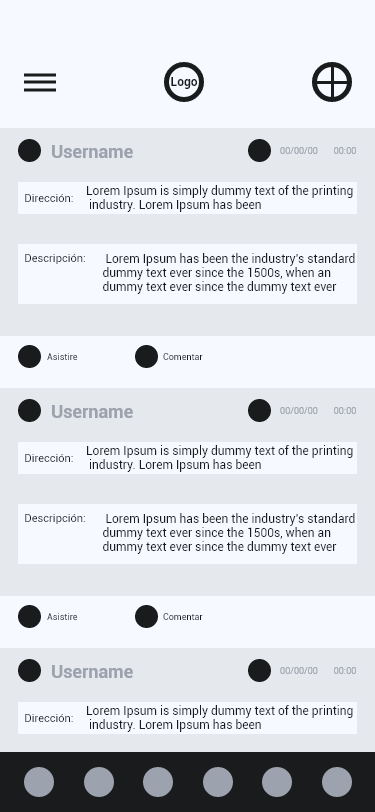 Logo
Username 00/00/00 00:00
Dirección: Lorem Ipsum is simply dummy text of the printing
industry. Lorem Ipsum has been
Descripción: Lorem Ipsum has been the industry's standard
dummy text ever since the 1500s, when an
dummy text ever since the dummy text ever
Asistire Comentar
Username 00/00/00 00:00
Dirección: Lorem Ipsum is simply dummy text of the printing
industry. Lorem Ipsum has been
Descripción: Lorem Ipsum has been the industry's standard
dummy text ever since the 1500s, when an
dummy text ever since the dummy text ever
Asistire Comentar
Username 00/00/00 00:00
Dirección: Lorem Ipsum is simply dummy text of the printing
industry. Lorem Ipsum has been